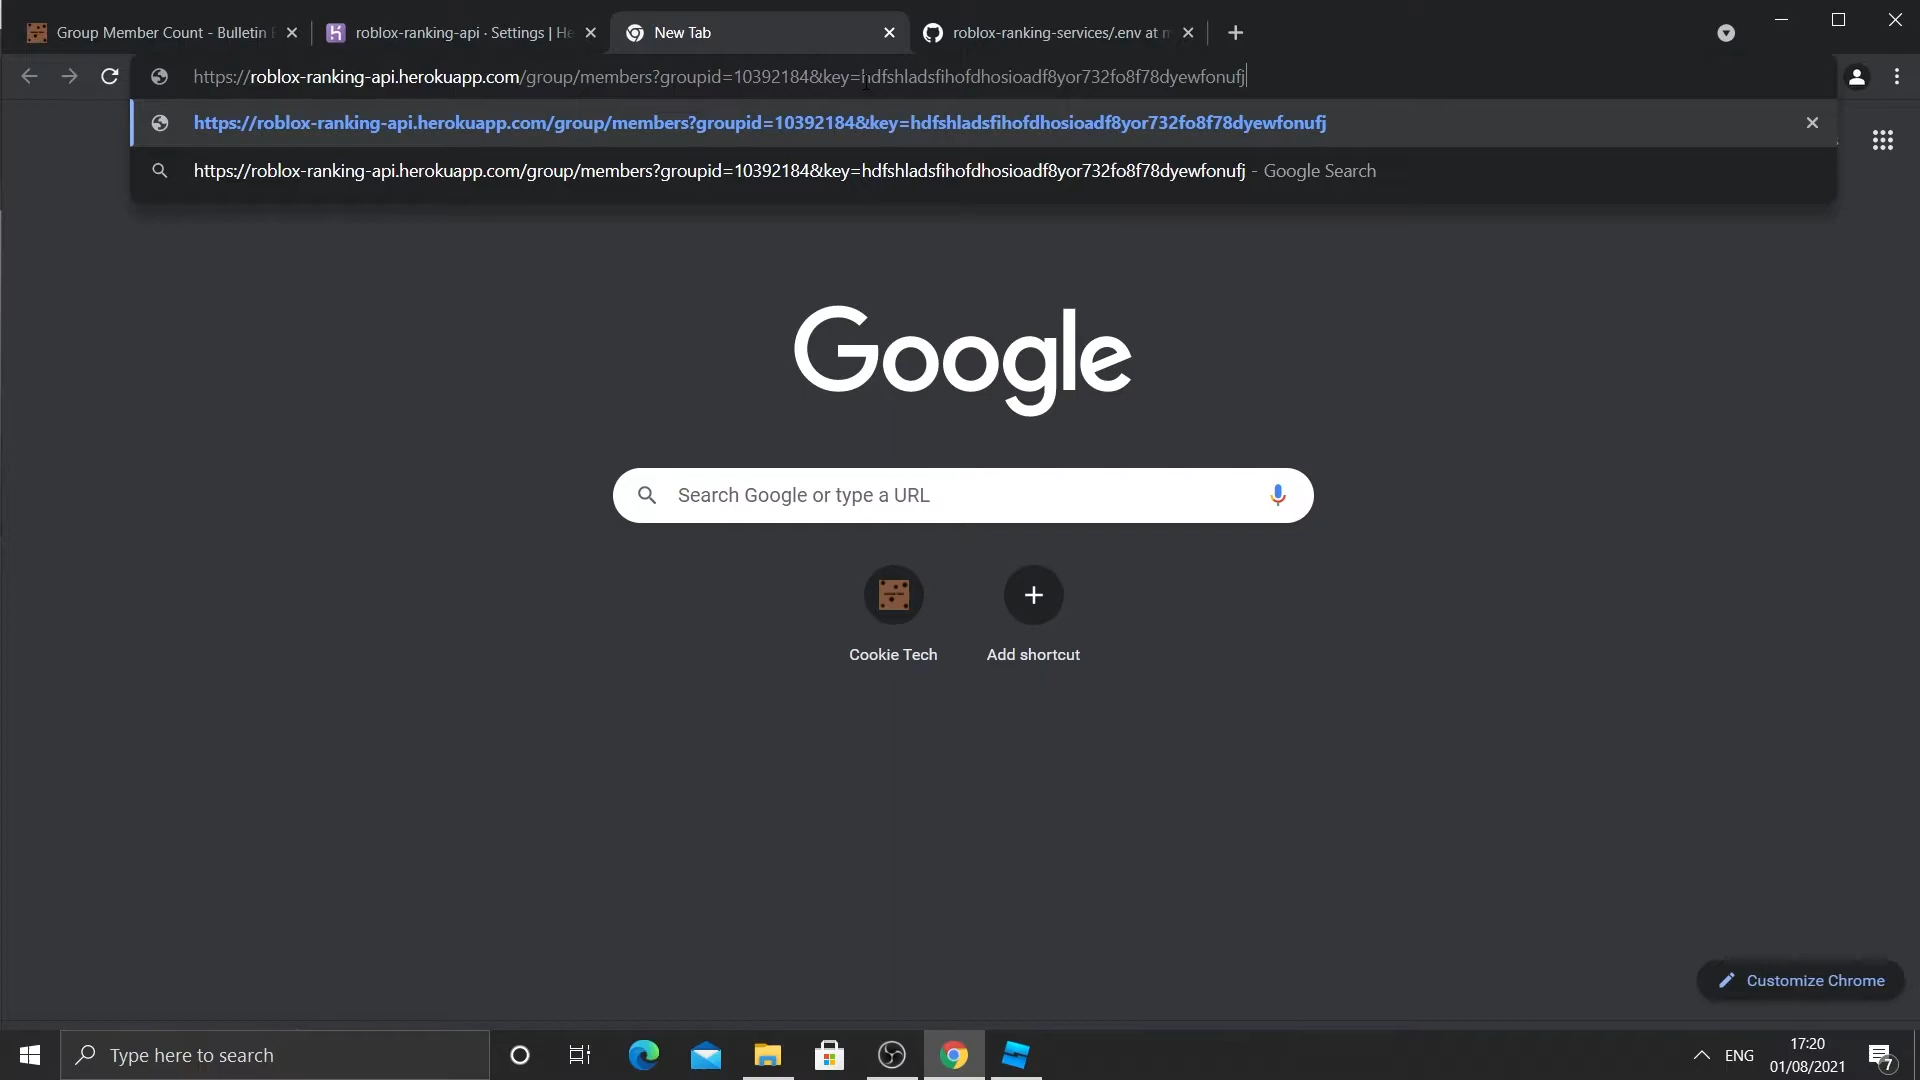 Group Member Count - Bulletin
roblox-ranking-api · Settings | He
New Tab
roblox-ranking-services/.env at m
https://roblox-ranking-api.herokuapp.com/group/members?groupid=10392184&key=hdfshladsfihofdhosioadf8yor732fo8f78dyewfonufj
https://roblox-ranking-api.herokuapp.com/group/members?groupid=10392184&key=hdfshladsfihofdhosioadf8yor732fo8f78dyewfonufj
https://roblox-ranking-api.herokuapp.com/group/members?groupid=10392184&key=hdfshladsfihofdhosioadf8yor732fo8f78dyewfonufj - Google Search
Google
Search Google or type a URL
Cookie Tech
Add shortcut
Customize Chrome
Type here to search
ENG
17:20
01/08/2021
7